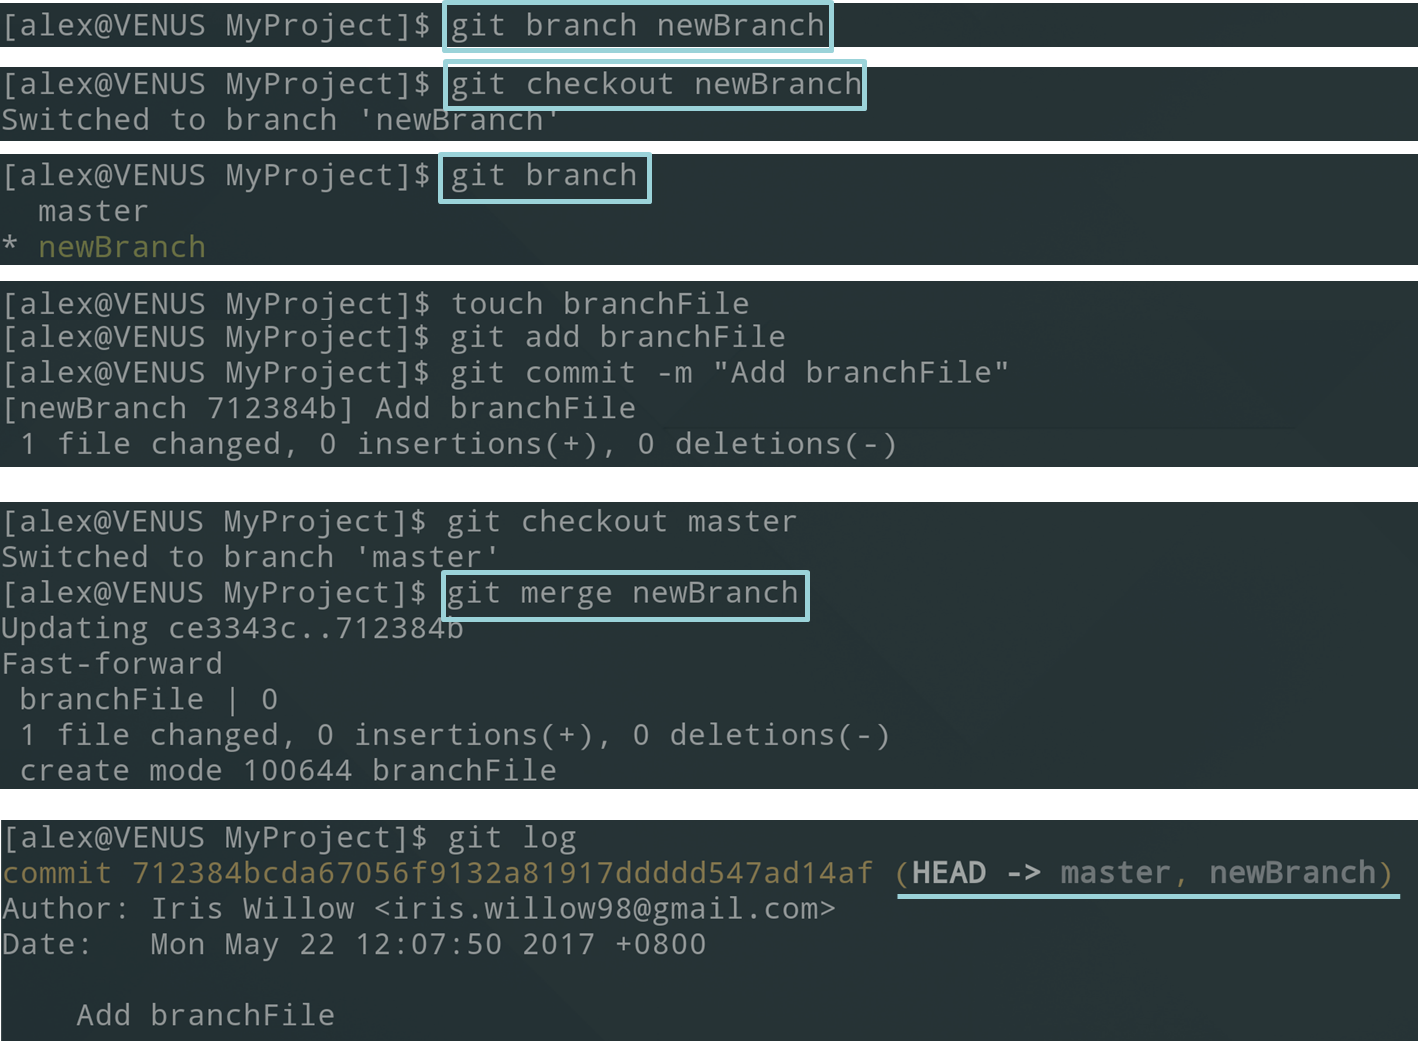 [alex@VENUS MyProject]$ git branch newBranch
[alex@VENUS MyProject]$ git checkout newBranch
Switched to branch 'newBranch'
[alex@VENUS MyProject]$ git branch
  master
* newBranch
[alex@VENUS MyProject]$ touch branchFile
[alex@VENUS MyProject]$ git add branchFile
[alex@VENUS MyProject]$ git commit -m "Add branchFile"
[newBranch 712384b] Add branchFile
 1 file changed, 0 insertions(+), 0 deletions(-)
[alex@VENUS MyProject]$ git checkout master
Switched to branch 'master'
[alex@VENUS MyProject]$ git merge newBranch
Updating ce3343c..712384b
Fast-forward
 branchFile | 0
 1 file changed, 0 insertions(+), 0 deletions(-)
 create mode 100644 branchFile
[alex@VENUS MyProject]$ git log
commit 712384bcda67056f9132a81917ddddd547ad14af (HEAD -> master, newBranch)
Author: Iris Willow <iris.willow98@gmail.com>
Date:   Mon May 22 12:07:50 2017 +0800
    Add branchFile